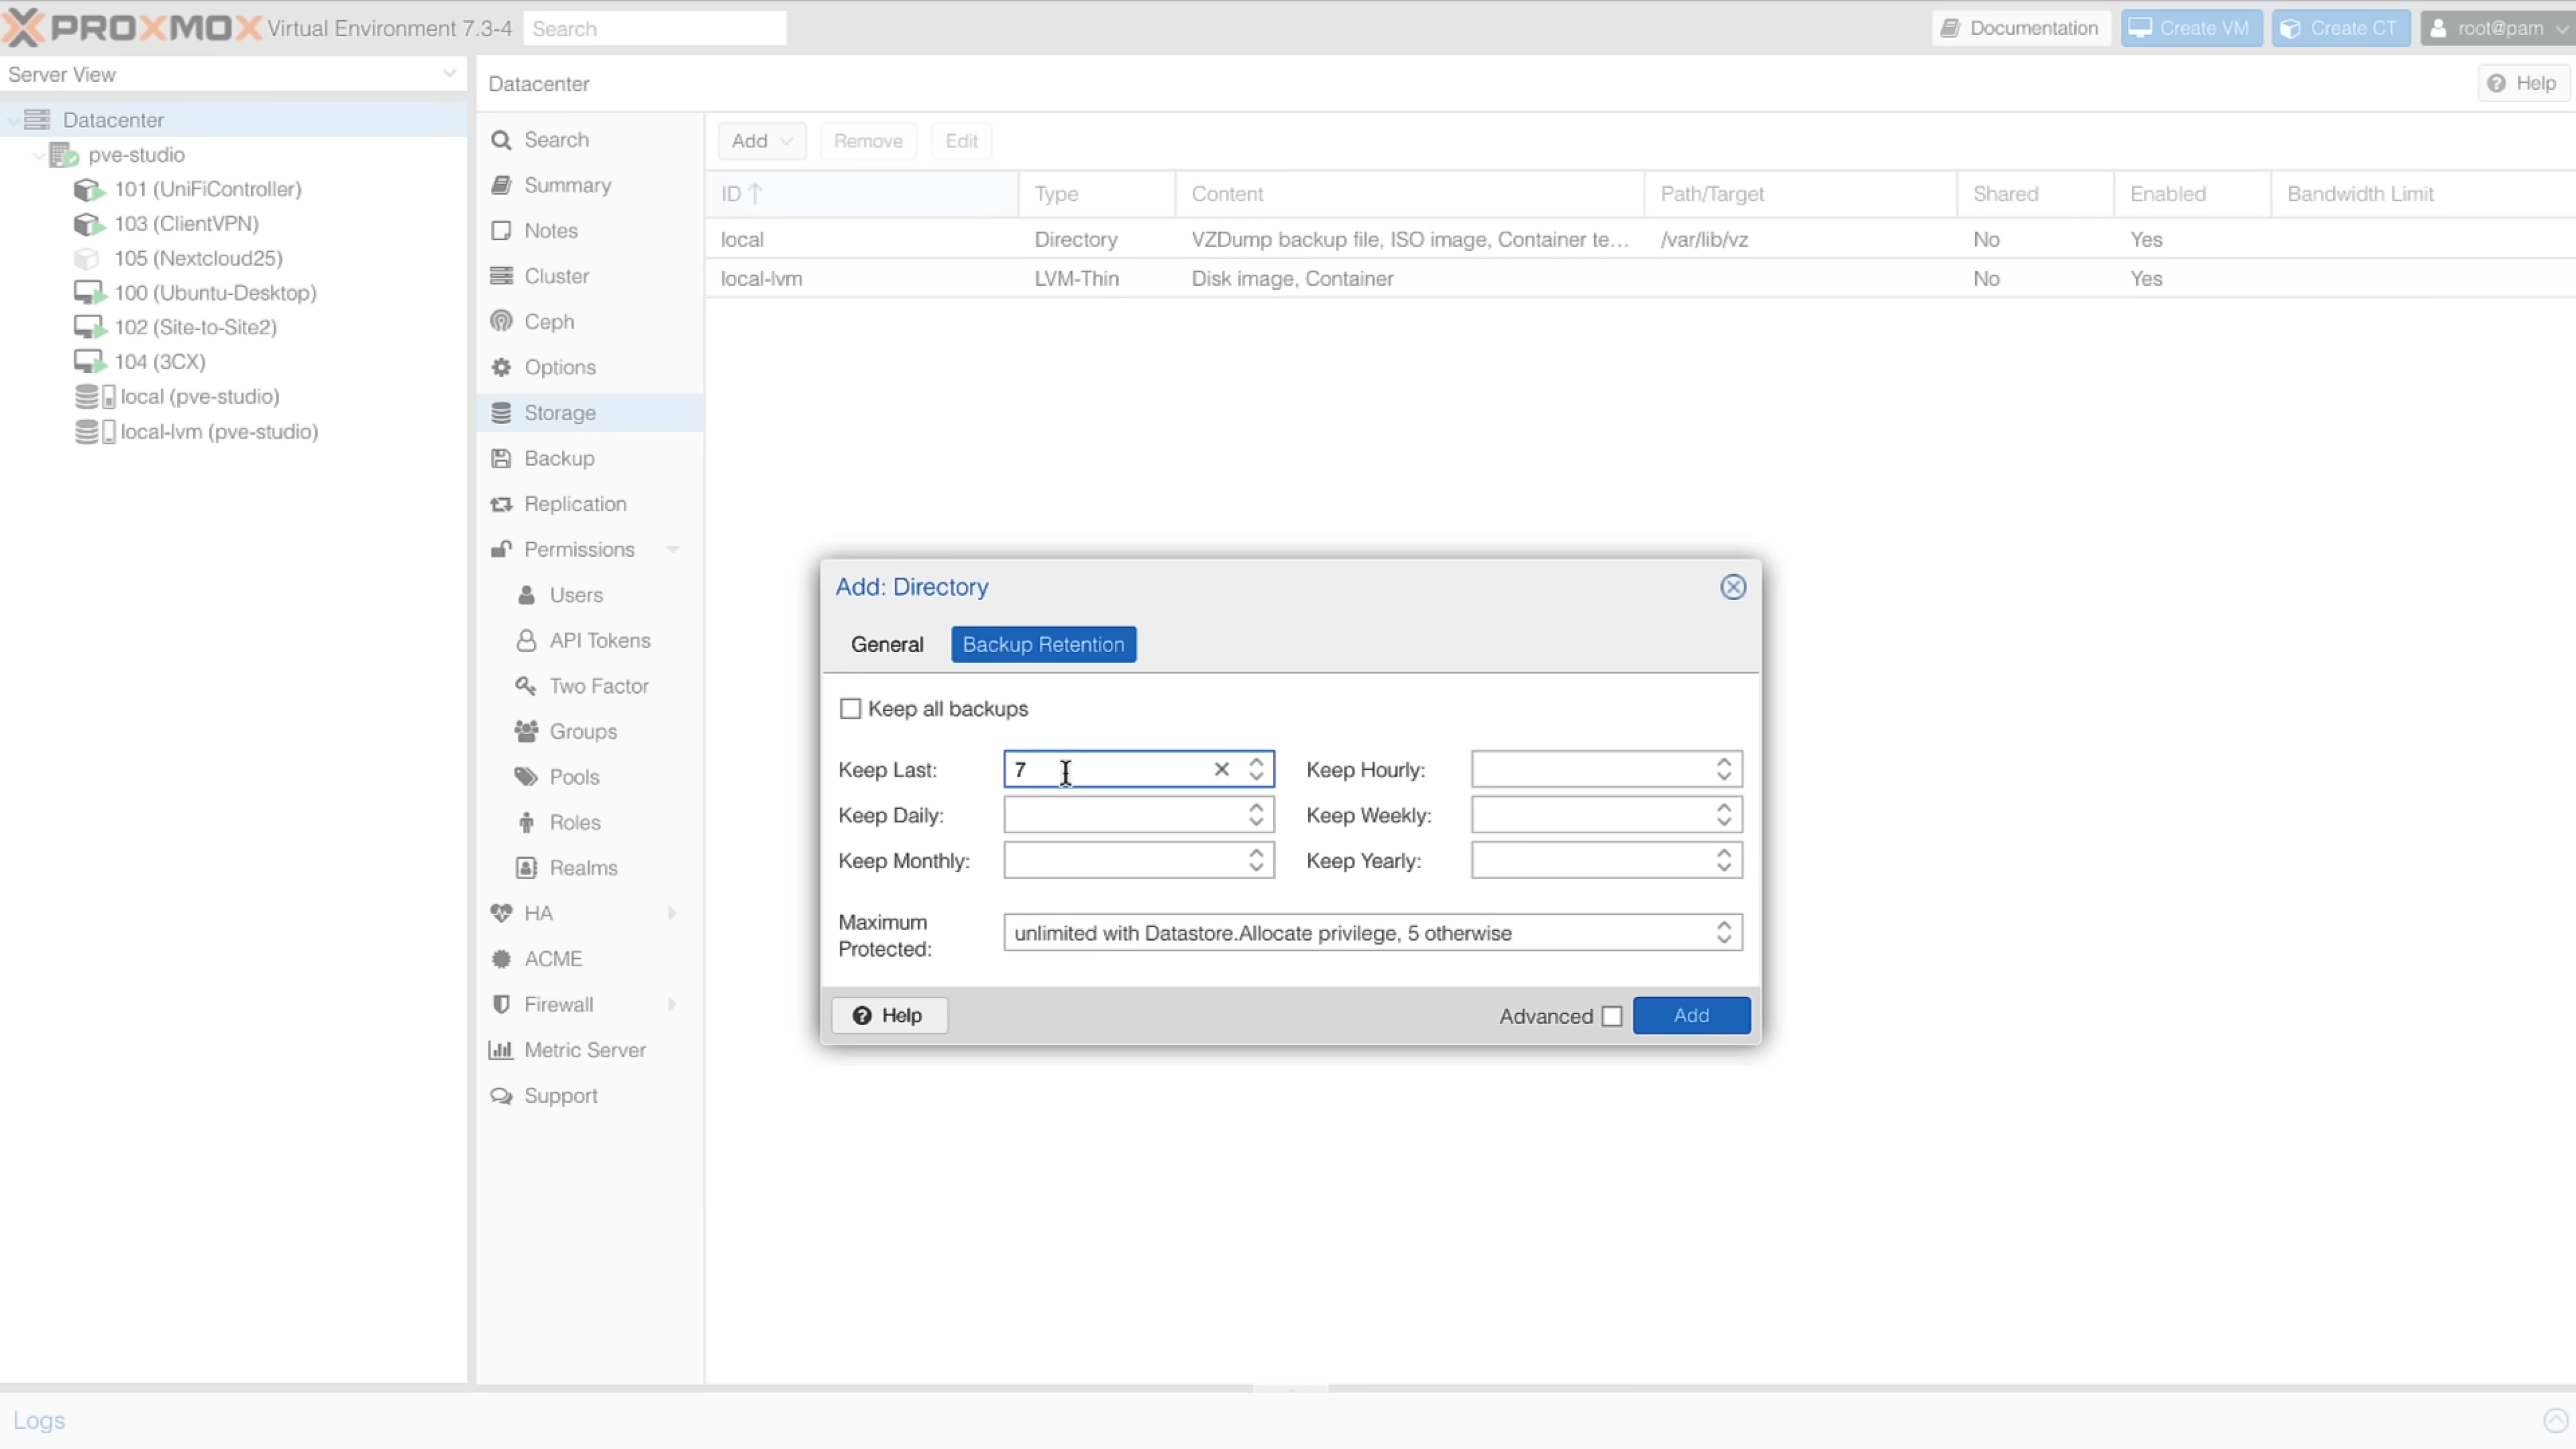 PROXMOX Virtual Environment 7.3-4 Search Documentation Create VM Create CT root@pam
Server View
Datacenter
pve-studio
101 (UniFiController)
103 (ClientVPN)
105 (Nextcloud25)
100 (Ubuntu-Desktop)
102 (Site-to-Site2)
104 (3CX)
local (pve-studio)
local-lvm (pve-studio)
Datacenter Help
Search
Summary
Notes
Cluster
Ceph
Options
Storage
Backup
Replication
Permissions
Users
API Tokens
Two Factor
Groups
Pools
Roles
Realms
HA
ACME
Firewall
Metric Server
Support
Add Remove Edit
ID Type Content Path/Target Shared Enabled Bandwidth Limit
local Directory VZDump backup file, ISO image, Container te... /var/lib/vz No Yes
local-lvm LVM-Thin Disk image, Container No Yes
Add: Directory
General Backup Retention
Keep all backups
Keep Last: 7 Keep Hourly:
Keep Daily: Keep Weekly:
Keep Monthly: Keep Yearly:
Maximum
Protected: unlimited with Datastore.Allocate privilege, 5 otherwise
Help Advanced Add
Logs